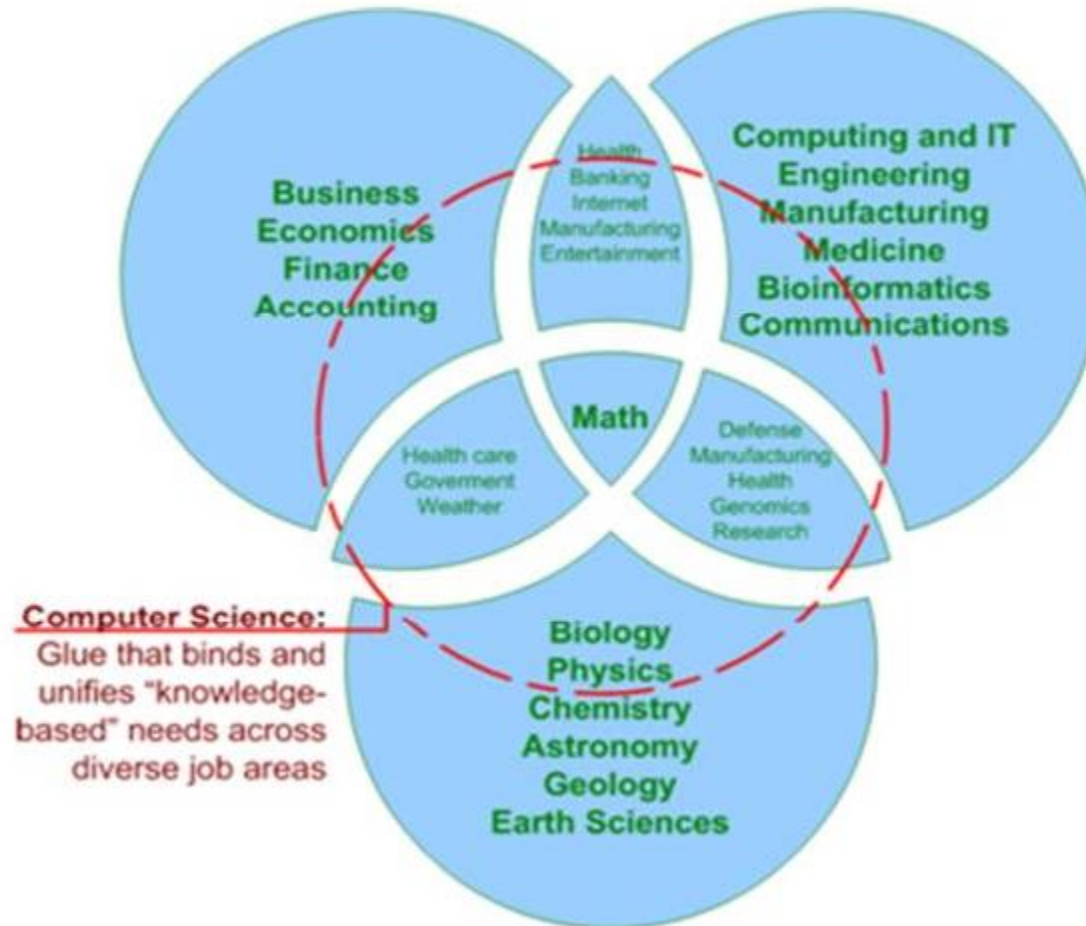 Business
Economics
Finance
Accounting
Health
Banking
Internet
Manufacturing
Entertainment
Computing and IT
Engineering
Manufacturing
Medicine
Bioinformatics
Communications
Math
Health care
Goverment
Weather
Defense
Manufacturing
Health
Genomics
Research
Computer Science:
Glue that binds and
unifies “knowledge-
based” needs across
diverse job areas
Biology
Physics
Chemistry
Astronomy
Geology
Earth Sciences